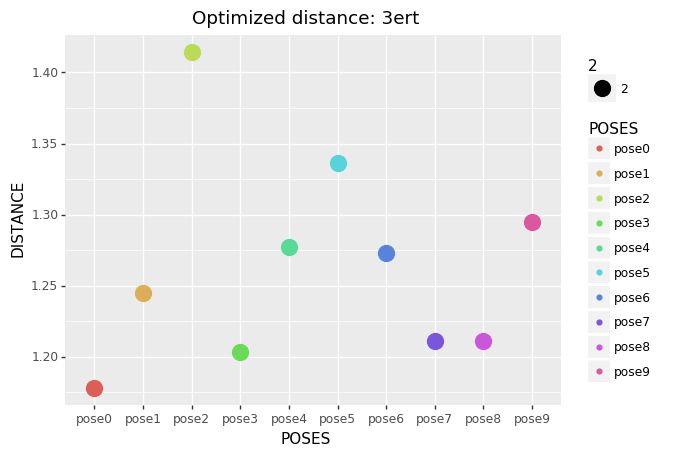 Optimized distance: 3ert
1.40
1.35
1.30
1.25
1.20
DISTANCE
pose0 pose1 pose2 pose3 pose4 pose5 pose6 pose7 pose8 pose9
POSES
2
2
POSES
pose0
pose1
pose2
pose3
pose4
pose5
pose6
pose7
pose8
pose9